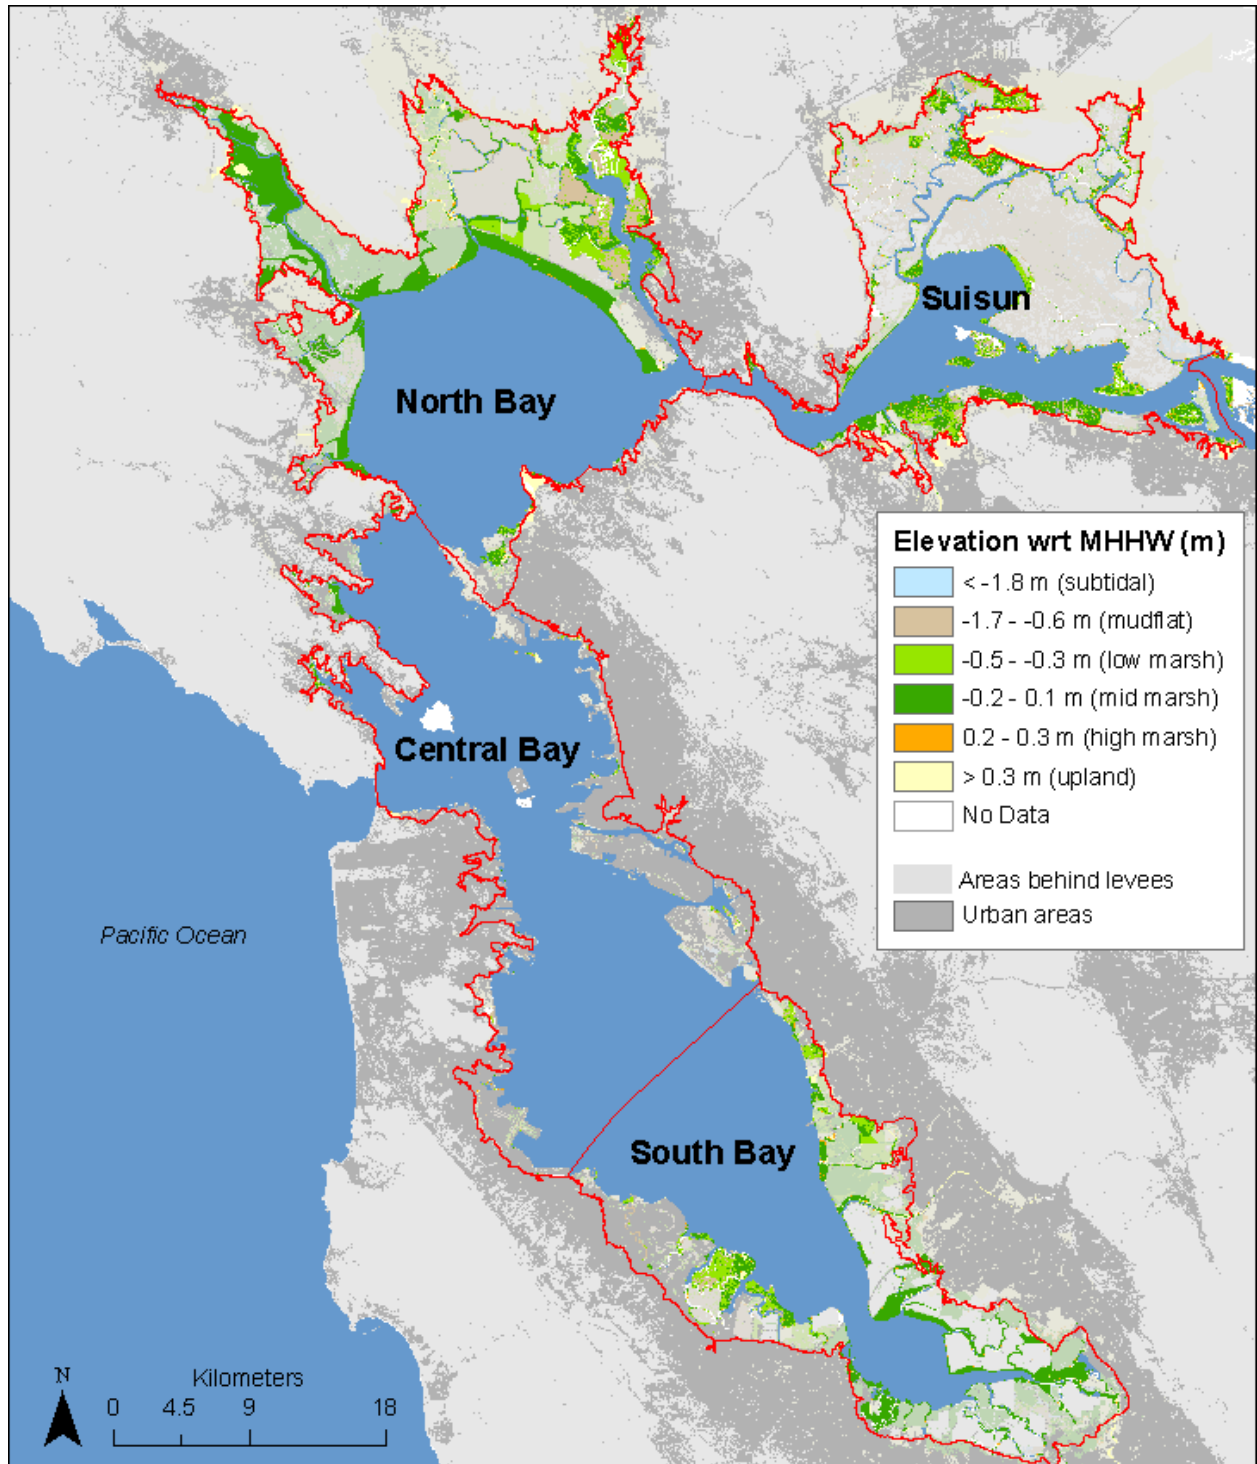 Suisun
North Bay
Elevation wrt MHHW (m)
< -1.8 m (subtidal)
-1.7 - -0.6 m (mudflat)
-0.5 - -0.3 m (low marsh)
-0.2 - 0.1 m (mid marsh)
0.2 - 0.3 m (high marsh)
> 0.3 m (upland)
No Data
Areas behind levees
Urban areas
Central Bay
Pacific Ocean
South Bay
N
Kilometers
0 4.5 9 18